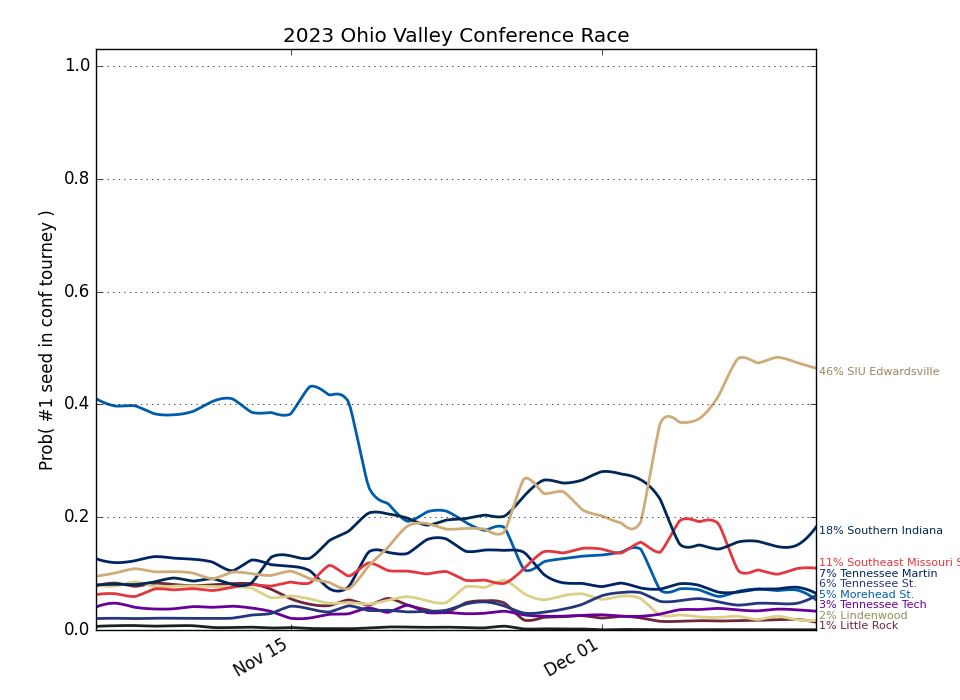 2023 Ohio Valley Conference Race
Prob( #1 seed in conf tourney )
1.0
0.8
0.6
0.4
0.2
0.0
Nov 15
Dec 01
46% SIU Edwardsville
18% Southern Indiana
11% Southeast Missouri S
7% Tennessee Martin
6% Tennessee St.
5% Morehead St.
3% Tennessee Tech
2% Lindenwood
1% Little Rock